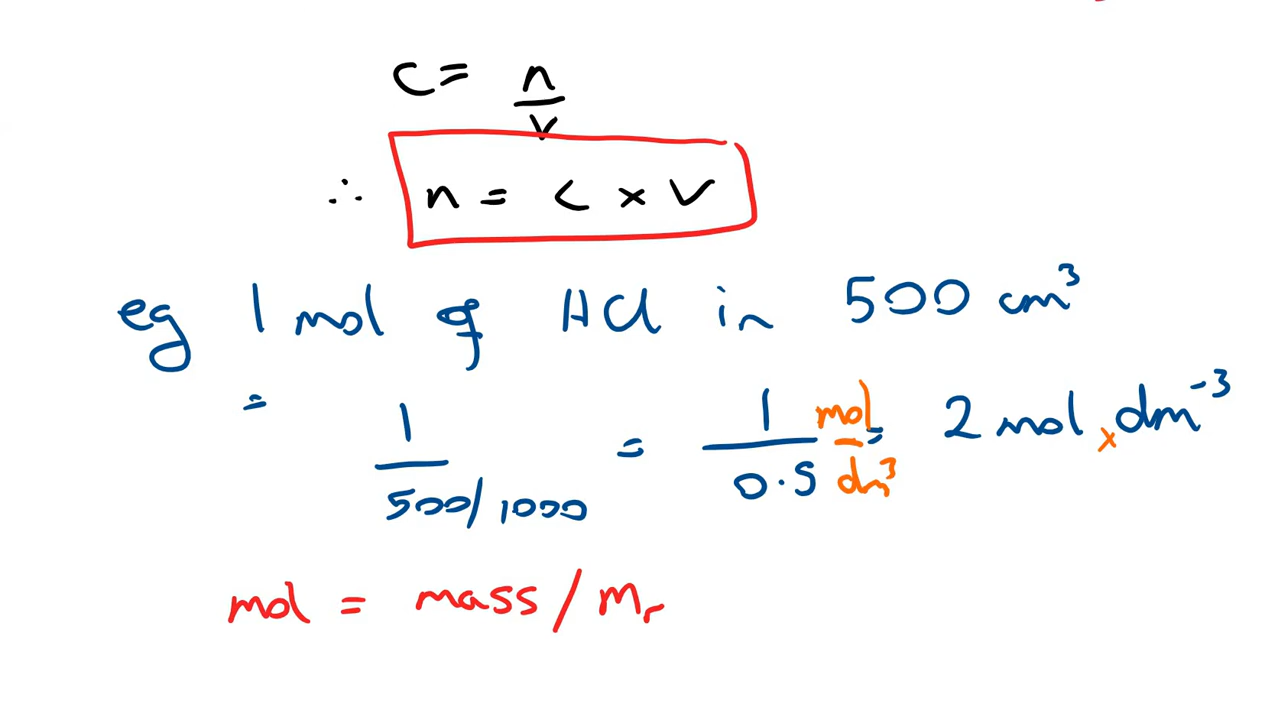 c = n/v
∴ n = c × v
eg 1 mol of HCl in 500 cm³
= 1/500/1000 = 1/0.5 mol/dm³ = 2 mol × dm⁻³
mol = mass / Mr